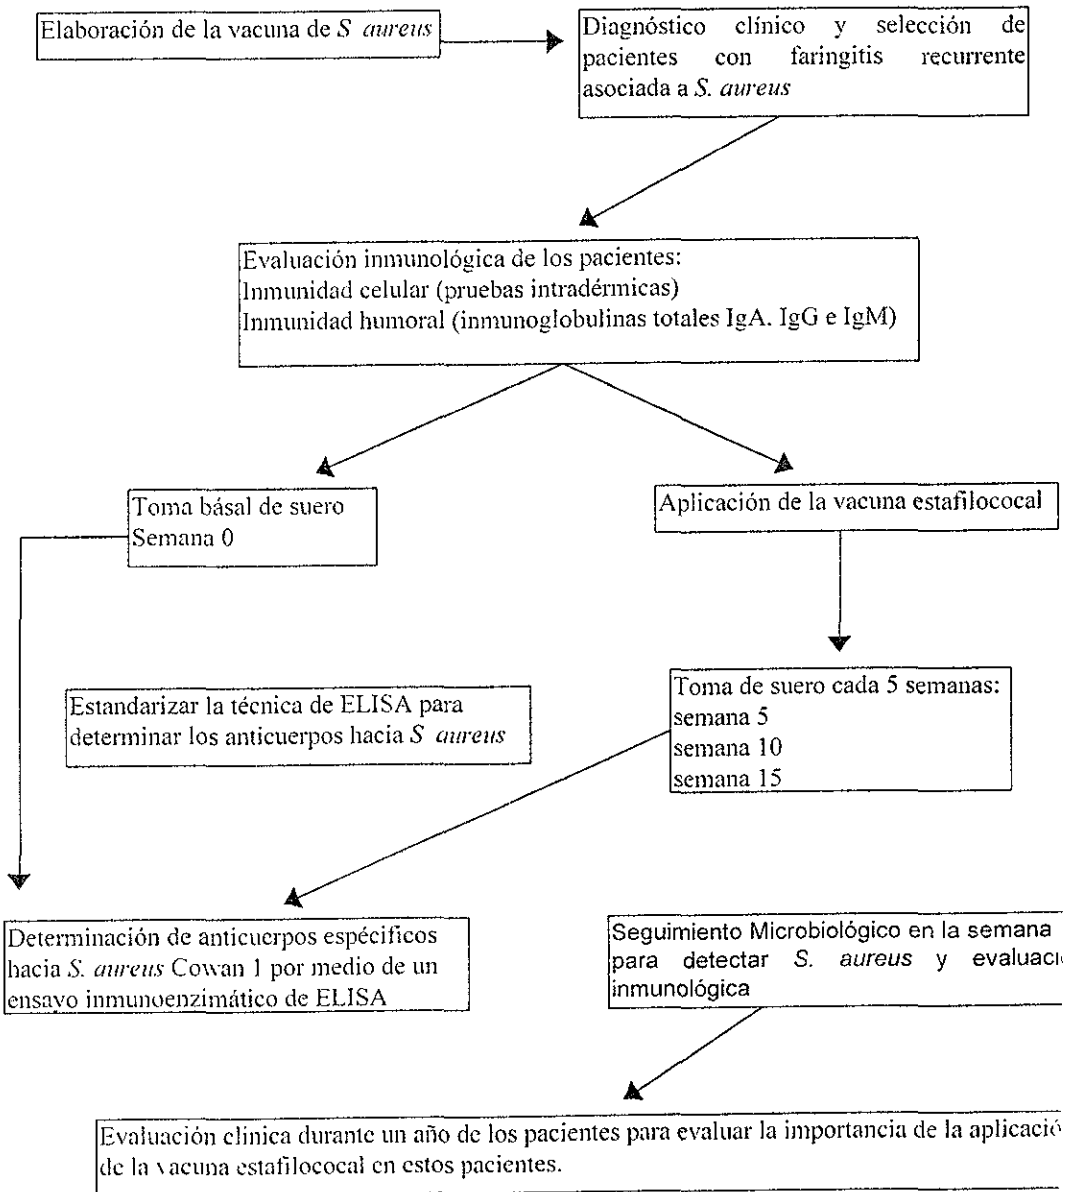 Elaboración de la vacuna de S aureus
Diagnóstico clínico y selección de
pacientes con faringitis recurrente
asociada a S. aureus
Evaluación inmunológica de los pacientes:
Inmunidad celular (pruebas intradérmicas)
Inmunidad humoral (inmunoglobulinas totales IgA. IgG e IgM)
Toma básal de suero
Semana 0
Aplicación de la vacuna estafilococal
Estandarizar la técnica de ELISA para
determinar los anticuerpos hacia S aureus
Toma de suero cada 5 semanas:
semana 5
semana 10
semana 15
Determinación de anticuerpos espécificos
hacia S. aureus Cowan 1 por medio de un
ensayo inmunoenzimático de ELISA
Seguimiento Microbiológico en la semana
para detectar S. aureus y evaluaci
inmunológica
Evaluación clínica durante un año de los pacientes para evaluar la importancia de la aplicació
de la vacuna estafilococal en estos pacientes.